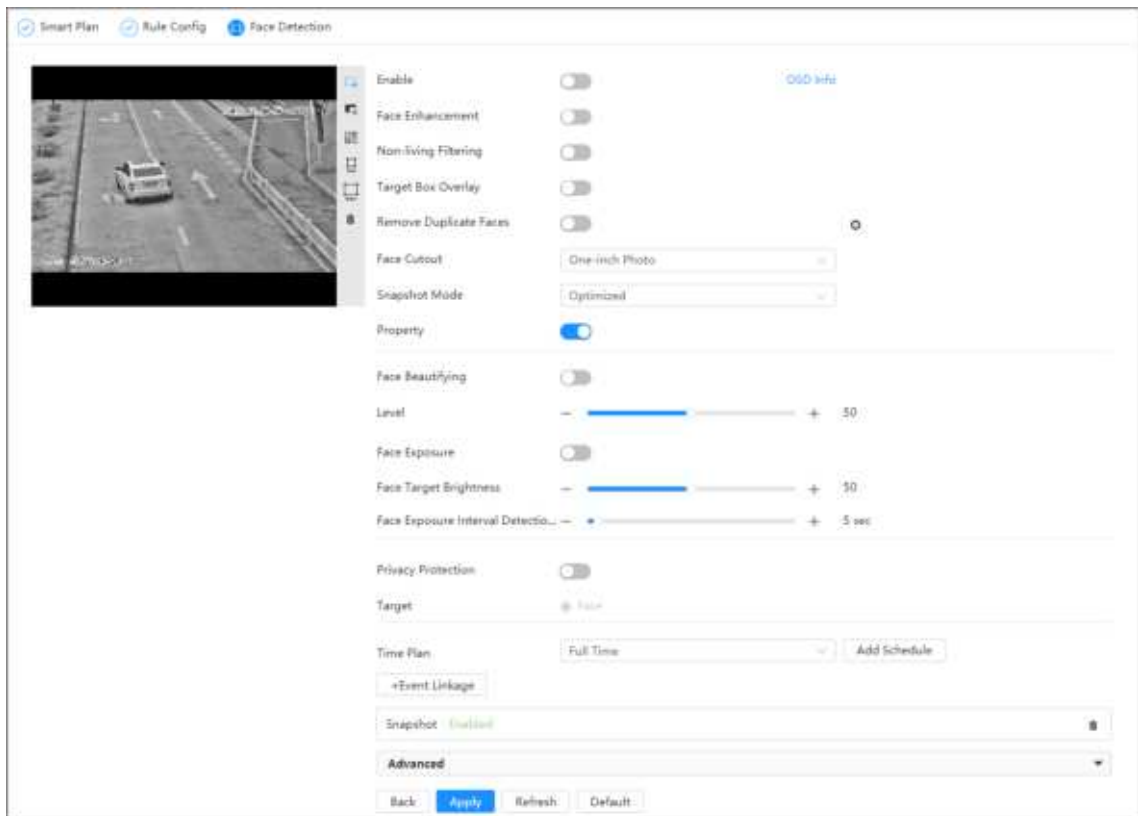 Smart Plan Rule Config Face Detection
Enable OSD Info
Face Enhancement
Non-living Filtering
Target Box Overlay
Remove Duplicate Faces
Face Cutout One-inch Photo
Snapshot Mode Optimized
Property
Face Beautifying
Level − + 50
Face Exposure
Face Target Brightness − + 50
Face Exposure Interval Detectio... − + 5 sec
Privacy Protection
Target Face
Time Plan Full Time Add Schedule
+Event Linkage
Snapshot Enabled
Advanced
Back Apply Refresh Default